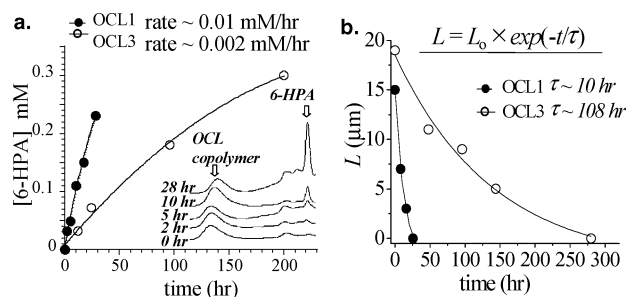 a.
● OCL1 rate ~ 0.01 mM/hr
○ OCL3 rate ~ 0.002 mM/hr
[6-HPA] mM
0.3
0.2
0.1
0
0 50 100 150 200
time (hr)
6-HPA
OCL
copolymer
28 hr
10 hr
5 hr
2 hr
0 hr
b.
L = Lo × exp(-t/τ)
● OCL1 τ ~ 10 hr
○ OCL3 τ ~ 108 hr
L (μm)
20
15
10
5
0
0 100 200 300
time (hr)